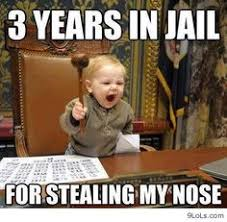 3 YEARS IN JAIL
FOR STEALING MY NOSE
9LoLs.com